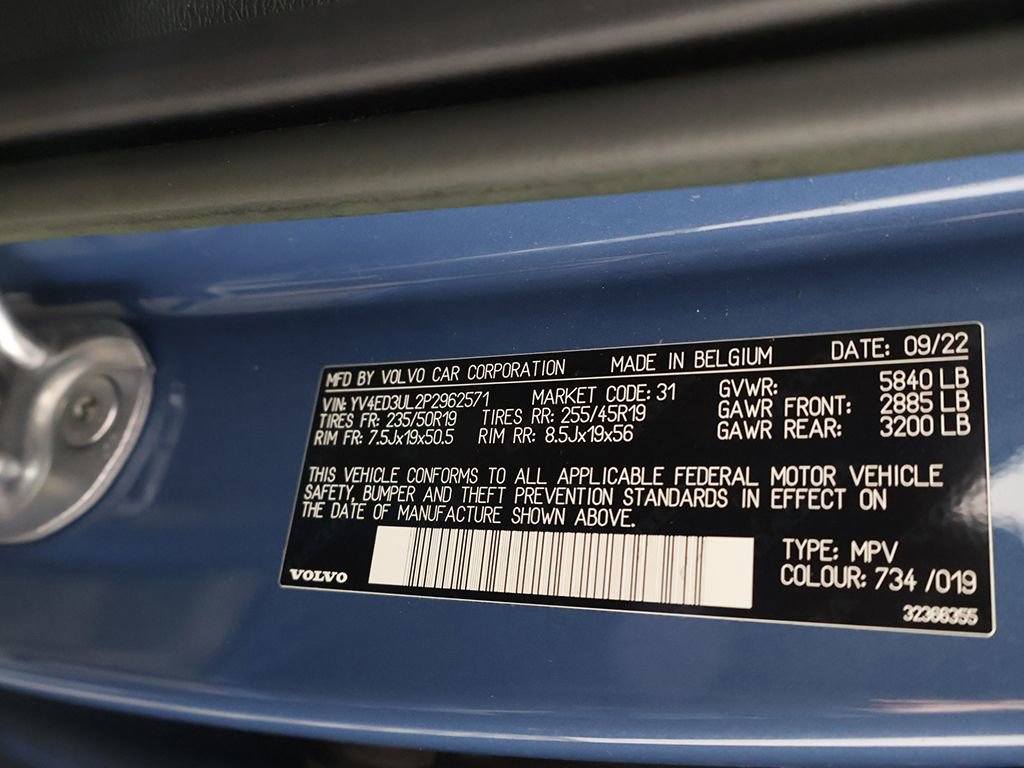 MFD BY VOLVO CAR CORPORATION MADE IN BELGIUM DATE: 09/22
VIN: YV4ED3UL2P2962571 MARKET CODE: 31 GVWR: 5840 LB
TIRES FR: 235/50R19 TIRES RR: 255/45R19 GAWR FRONT: 2885 LB
RIM FR: 7.5Jx19x50.5 RIM RR: 8.5Jx19x56 GAWR REAR: 3200 LB
THIS VEHICLE CONFORMS TO ALL APPLICABLE FEDERAL MOTOR VEHICLE
SAFETY, BUMPER AND THEFT PREVENTION STANDARDS IN EFFECT ON
THE DATE OF MANUFACTURE SHOWN ABOVE.
TYPE: MPV
VOLVO COLOUR: 734 /019
32366355